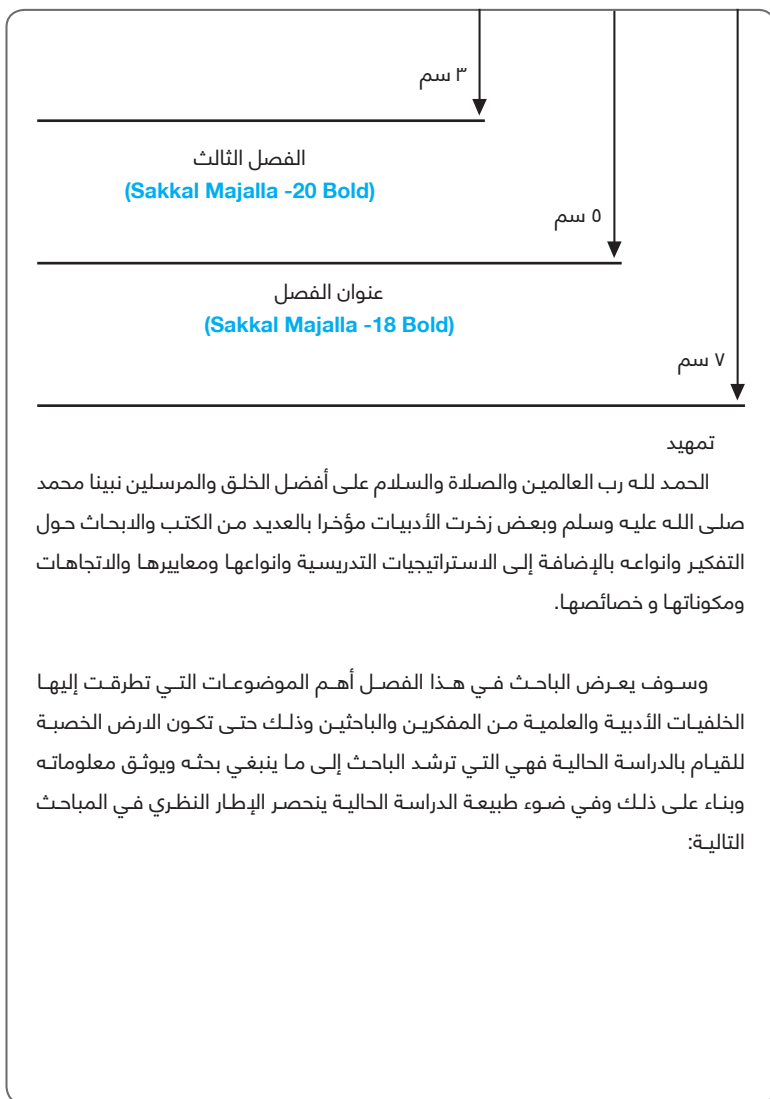 ٣ سم
الفصل الثالث
(Sakkal Majalla -20 Bold)
٥ سم
عنوان الفصل
(Sakkal Majalla -18 Bold)
٧ سم
تمهيد
الحمد لله رب العالمين والصلاة والسلام على أفضل الخلق والمرسلين نبينا محمد
صلى الله عليه وسلم وبعض زخرت الأدبيات مؤخرا بالعديد من الكتب والابحاث حول
التفكير وانواعه بالإضافة إلى الاستراتيجيات التدريسية وانواعها ومعاييرها والاتجاهات
ومكوناتها و خصائصها.
وسوف يعرض الباحث في هذا الفصل أهم الموضوعات التي تطرقت إليها
الخلفيات الأدبية والعلمية من المفكرين والباحثين وذلك حتى تكون الارض الخصبة
للقيام بالدراسة الحالية فهي التي ترشد الباحث إلى ما ينبغي بحثه ويوثق معلوماته
وبناء على ذلك وفي ضوء طبيعة الدراسة الحالية ينحصر الإطار النظري في المباحث
التالية: